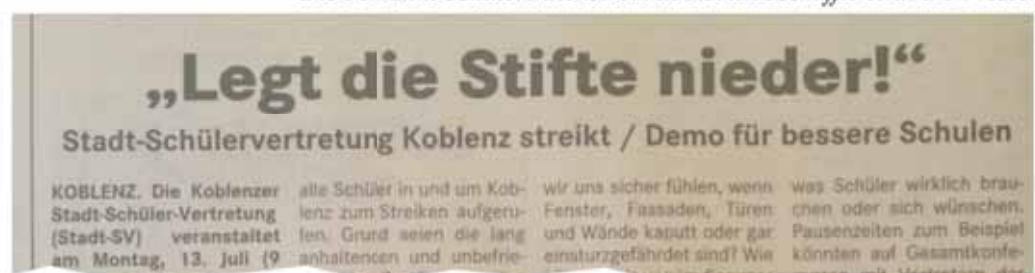 „Legt die Stifte nieder!“
Stadt-Schülervertretung Koblenz streikt / Demo für bessere Schulen
KOBLENZ. Die Koblenzer
Stadt-Schüler-Vertretung
(Stadt-SV) veranstaltet
am Montag, 13. Juli (9
alle Schüler in und um Kob-
lenz zum Streiken aufgeru-
fen. Grund seien die lang
anhaltenden und unbefrie-
wir uns sicher fühlen, wenn
Fenster, Fassaden, Türen
und Wände kaputt oder gar
einsturzgefährdet sind? Wie
was Schüler wirklich brau-
chen oder sich wünschen.
Pausenzeiten zum Beispiel
könnten auf Gesamtkonfe-